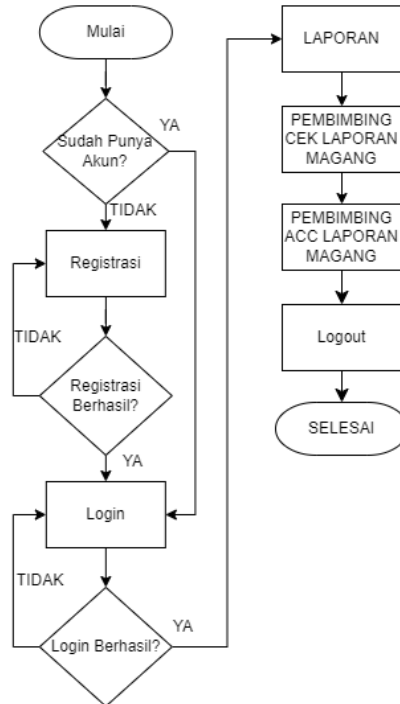 Mulai
Sudah Punya
Akun?
YA
TIDAK
Registrasi
TIDAK
Registrasi
Berhasil?
YA
Login
TIDAK
Login Berhasil?
YA
LAPORAN
PEMBIMBING
CEK LAPORAN
MAGANG
PEMBIMBING
ACC LAPORAN
MAGANG
Logout
SELESAI